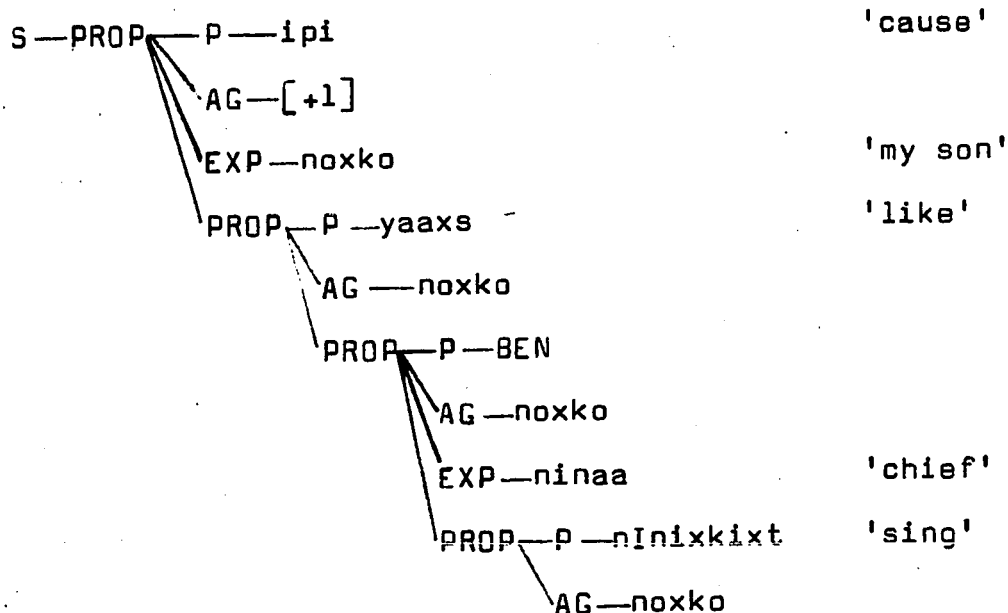 S—PROP—P—ipi 'cause'
AG—[+1]
EXP—noxko 'my son'
PROP—P—yaaxs 'like'
AG—noxko
PROP—P—BEN
AG—noxko
EXP—ninaa 'chief'
PROP—P—nInixkixt 'sing'
AG—noxko